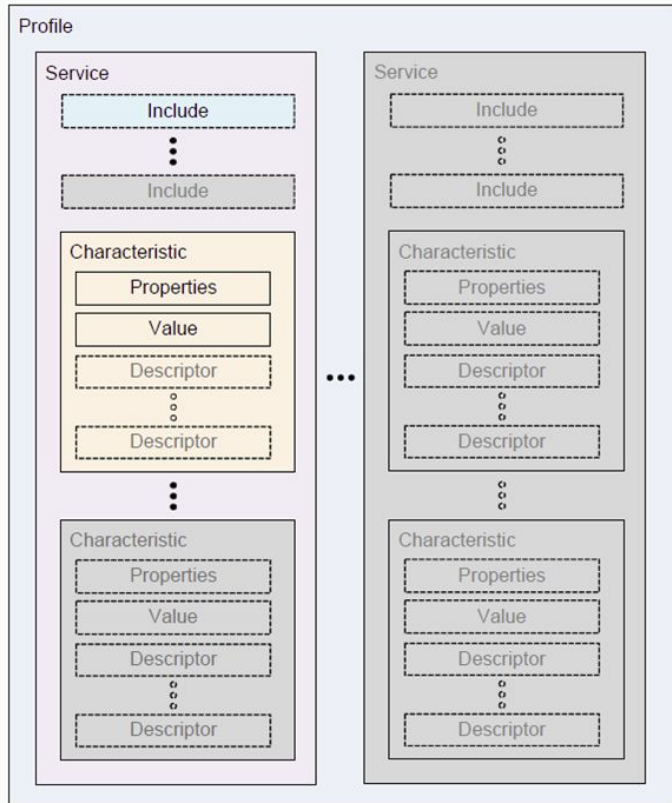 Profile
Service
Include
Include
Characteristic
Properties
Value
Descriptor
Descriptor
Characteristic
Properties
Value
Descriptor
Descriptor
Service
Include
Include
Characteristic
Properties
Value
Descriptor
Descriptor
Characteristic
Properties
Value
Descriptor
Descriptor